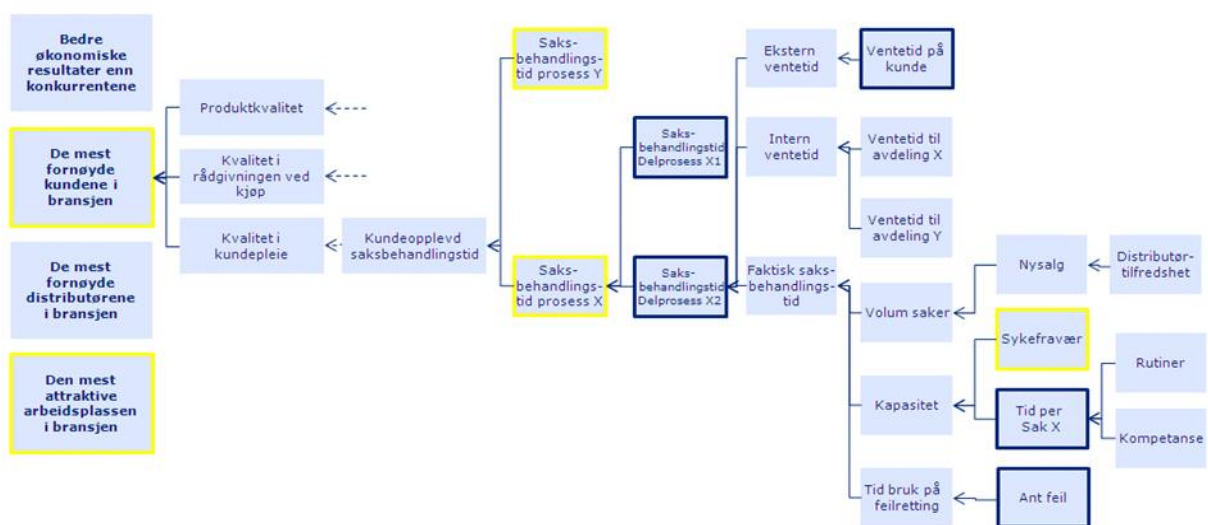 Bedre
økonomiske
resultater enn
konkurrentene
De mest
fornøyde
kundene i
bransjen
De mest
fornøyde
distributørene
i bransjen
Den mest
attraktive
arbeidsplassen
i bransjen
Produktkvalitet
Kvalitet i
rådgivningen ved
kjøp
Kvalitet i
kundepleie
Kundeopplevd
saksbehandlingstid
Saks-
behandlings-
tid prosess Y
Saks-
behandlings-
tid prosess X
Saks-
behandlingstid
Delprosess X1
Saks-
behandlingstid
Delprosess X2
Ekstern
ventetid
Intern
ventetid
Faktisk saks-
behandlings-
tid
Ventetid på
kunde
Ventetid til
avdeling X
Ventetid til
avdeling Y
Volum saker
Kapasitet
Tid bruk på
feilretting
Nysalg
Sykefravær
Tid per
Sak X
Ant feil
Distributør-
tilfredshet
Rutiner
Kompetanse